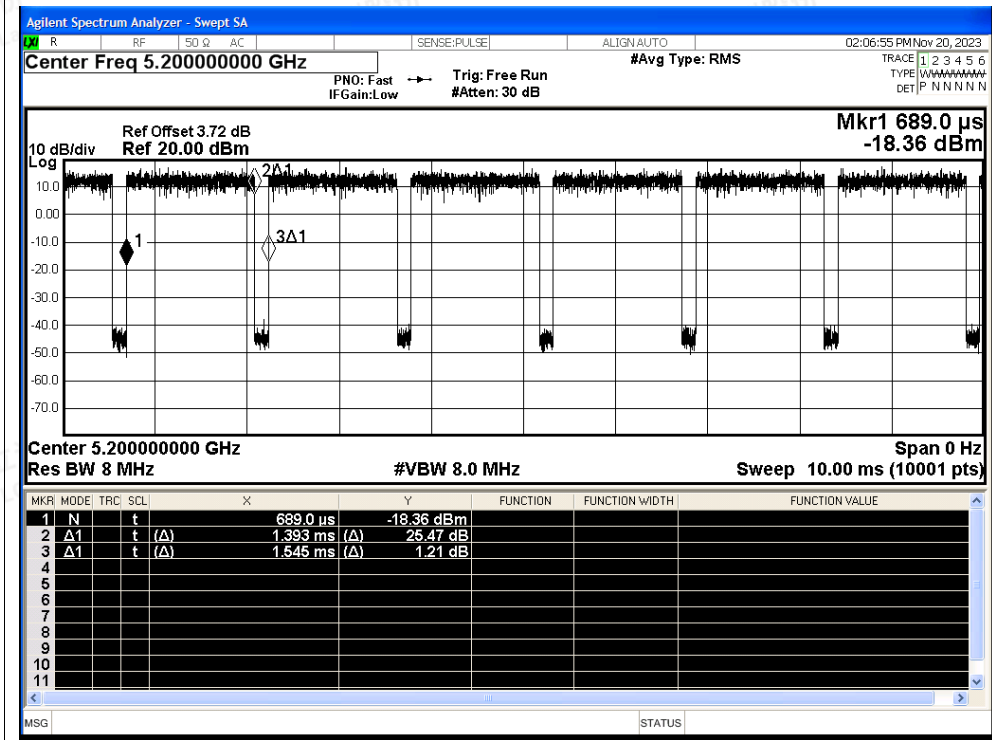 Agilent Spectrum Analyzer - Swept SA
LXI R RF 50 Ω AC SENSE:PULSE ALIGN AUTO 02:06:55 PM Nov 20, 2023
Center Freq 5.200000000 GHz
#Avg Type: RMS
TRACE 1 2 3 4 5 6
TYPE W
DET P N N N N N
PNO: Fast
IFGain:Low
Trig: Free Run
#Atten: 30 dB
Mkr1 689.0 µs
-18.36 dBm
Ref Offset 3.72 dB
10 dB/div Ref 20.00 dBm
Log
10.0
0.00
-10.0
-20.0
-30.0
-40.0
-50.0
-60.0
-70.0
2Δ1
1
3Δ1
Center 5.200000000 GHz Span 0 Hz
Res BW 8 MHz #VBW 8.0 MHz Sweep 10.00 ms (10001 pts)
MKR MODE TRC SCL X Y FUNCTION FUNCTION WIDTH FUNCTION VALUE
1 N t 689.0 µs -18.36 dBm
2 Δ1 t (Δ) 1.393 ms (Δ) 25.47 dB
3 Δ1 t (Δ) 1.545 ms (Δ) 1.21 dB
4
5
6
7
8
9
10
11
MSG STATUS